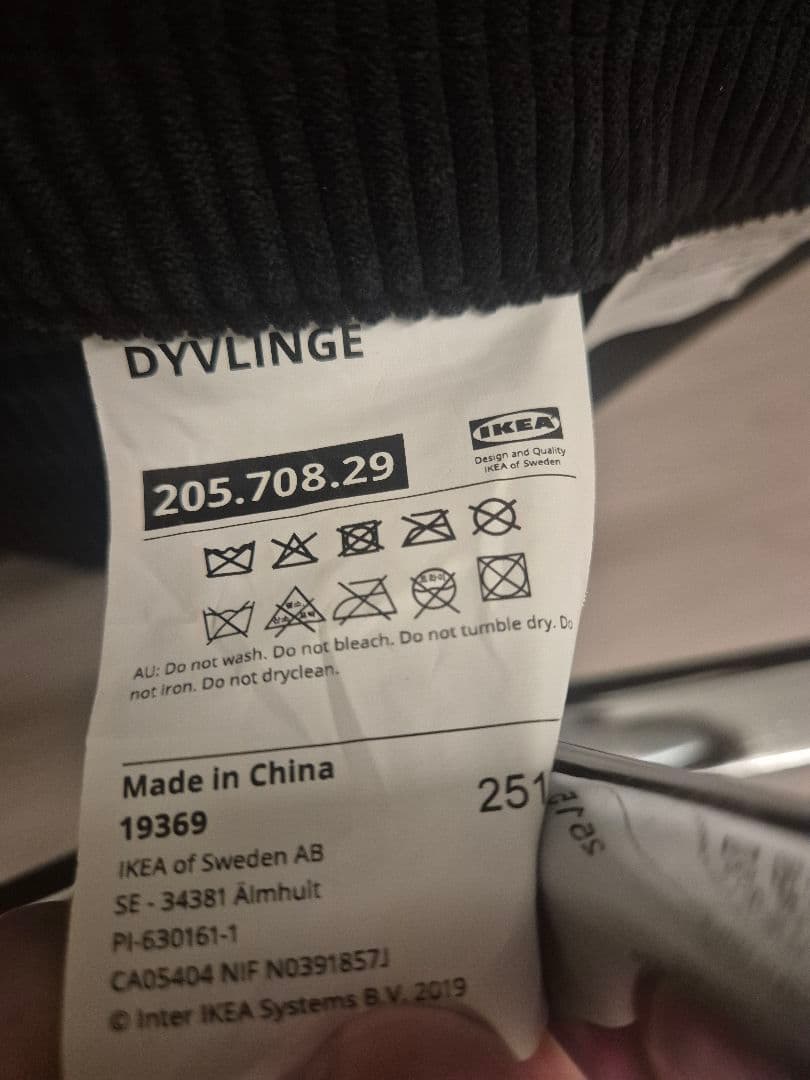 DYVLINGE
IKEA
Design and Quality
IKEA of Sweden
205.708.29
AU: Do not wash. Do not bleach. Do not tumble dry. Do
not iron. Do not dryclean.
Made in China
19369
251
IKEA of Sweden AB
SE - 34381 Älmhult
PI-630161-1
CA05404 NIF N0391857J
© Inter IKEA Systems B.V. 2019
aras